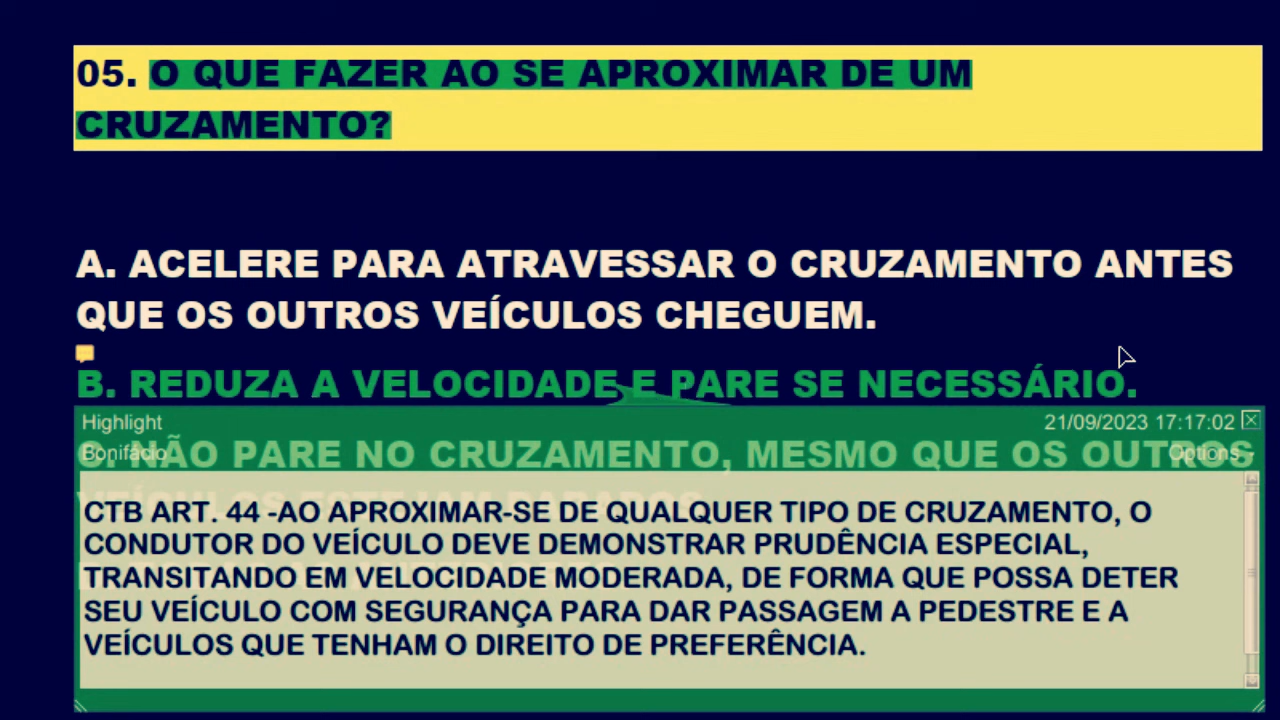 05. O QUE FAZER AO SE APROXIMAR DE UM
CRUZAMENTO?
A. ACELERE PARA ATRAVESSAR O CRUZAMENTO ANTES
QUE OS OUTROS VEÍCULOS CHEGUEM.
B. REDUZA A VELOCIDADE E PARE SE NECESSÁRIO.
Highlight 21/09/2023 17:17:02
Bonifácio Options
C. NÃO PARE NO CRUZAMENTO, MESMO QUE OS OUTROS
CTB ART. 44 -AO APROXIMAR-SE DE QUALQUER TIPO DE CRUZAMENTO, O
CONDUTOR DO VEÍCULO DEVE DEMONSTRAR PRUDÊNCIA ESPECIAL,
TRANSITANDO EM VELOCIDADE MODERADA, DE FORMA QUE POSSA DETER
SEU VEÍCULO COM SEGURANÇA PARA DAR PASSAGEM A PEDESTRE E A
VEÍCULOS QUE TENHAM O DIREITO DE PREFERÊNCIA.